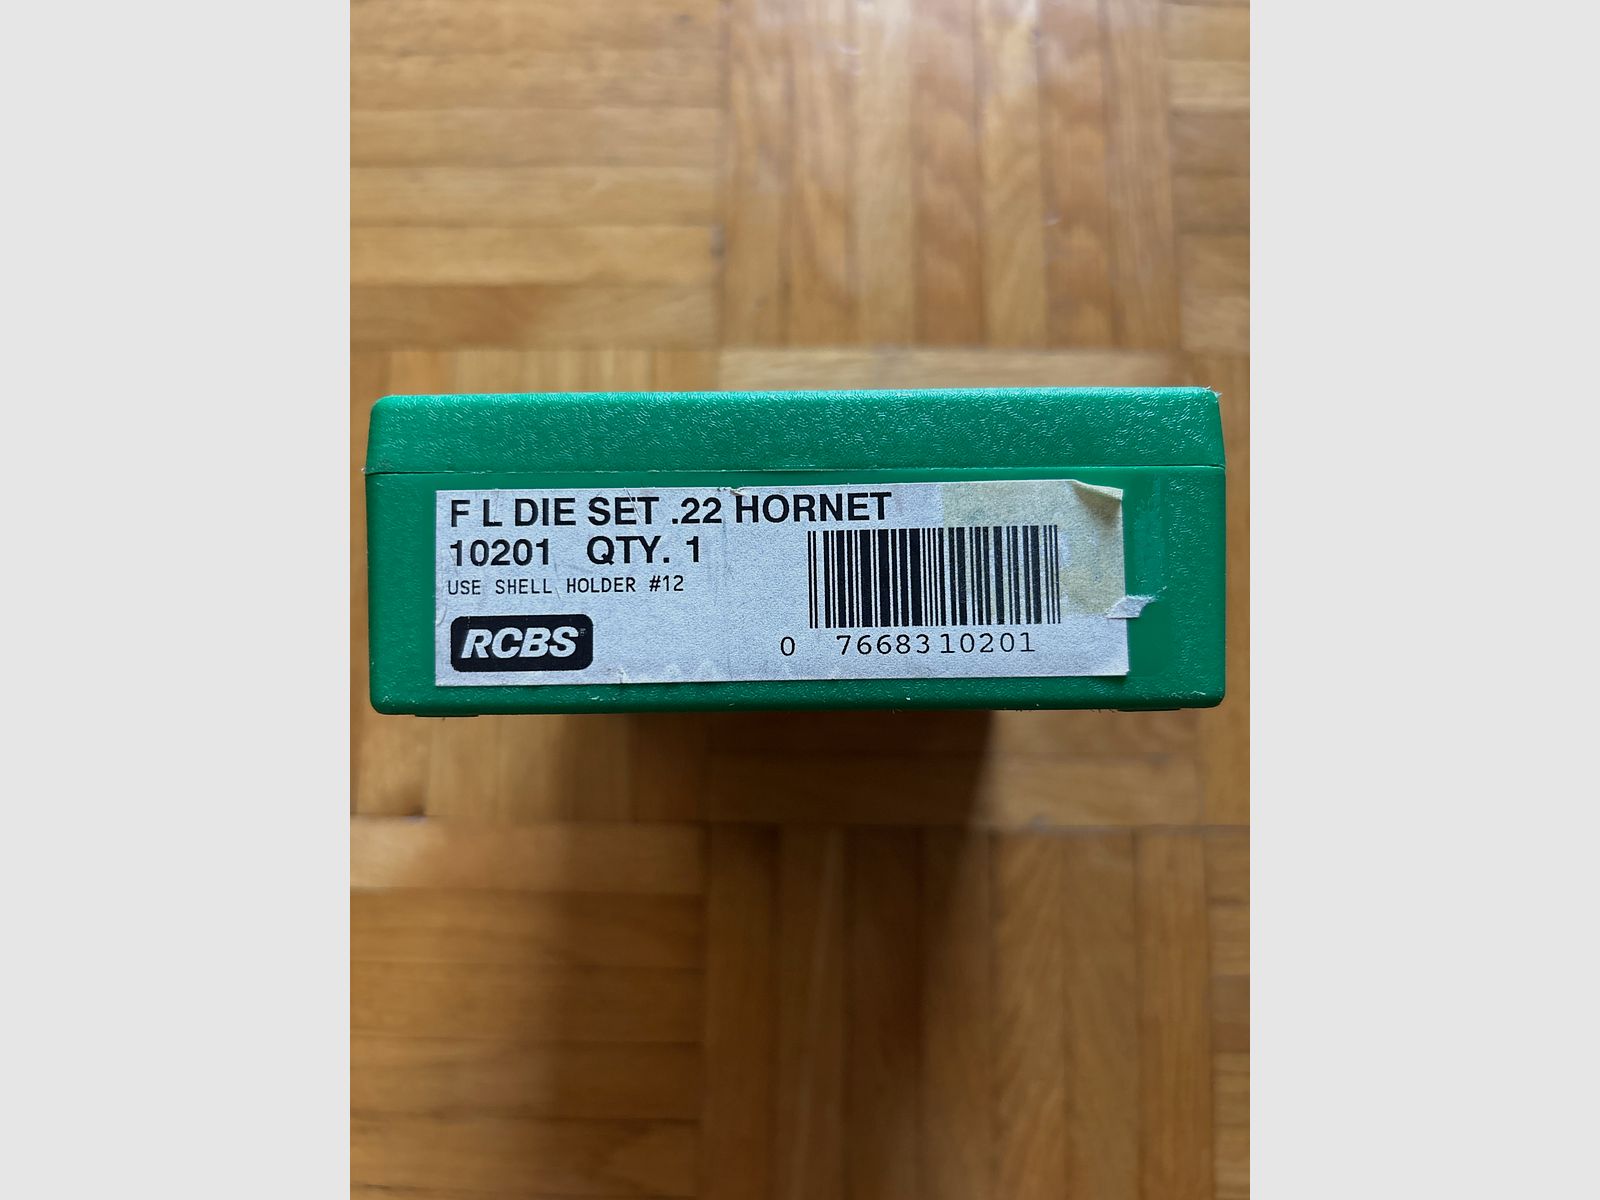 F L DIE SET .22 HORNET
10201 QTY. 1
USE SHELL HOLDER #12
RCBS
0 7668310201